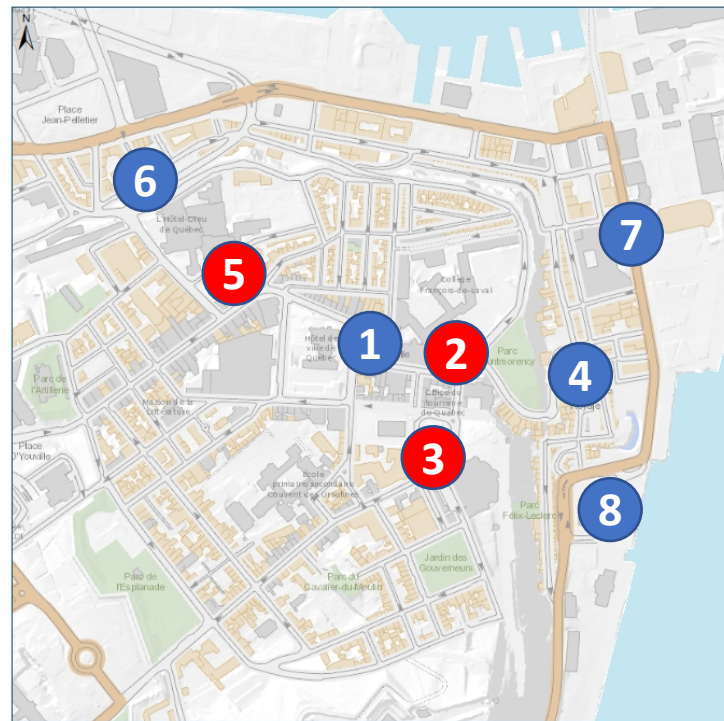 N
Place
Jean-Pelletier
6
L'Hôtel-Dieu
de Québec
7
5
Collège
François-de-Laval
1
Hôtel de
ville de
Québec
2
Parc
4
Parc de
l'Artillerie
Maison de la
Littérature
Office du
tourisme
du Québec
Place
D'Youville
3
École
primaire secondaire
couvent des Ursulines
8
Parc
Félix-Leclerc
Parc de
l'Esplanade
Parc du
Cavalier-du-Moulin
Jardin des
Gouverneurs